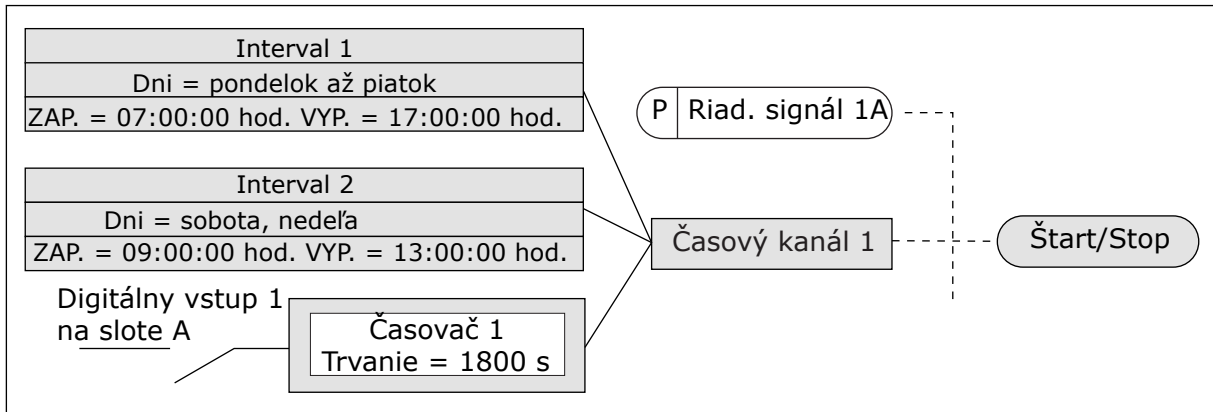 Interval 1
Dni = pondelok až piatok
ZAP. = 07:00:00 hod. VYP. = 17:00:00 hod.
Interval 2
Dni = sobota, nedeľa
ZAP. = 09:00:00 hod. VYP. = 13:00:00 hod.
Digitálny vstup 1
na slote A
Časovač 1
Trvanie = 1800 s
P Riad. signál 1A
Časový kanál 1
Štart/Stop